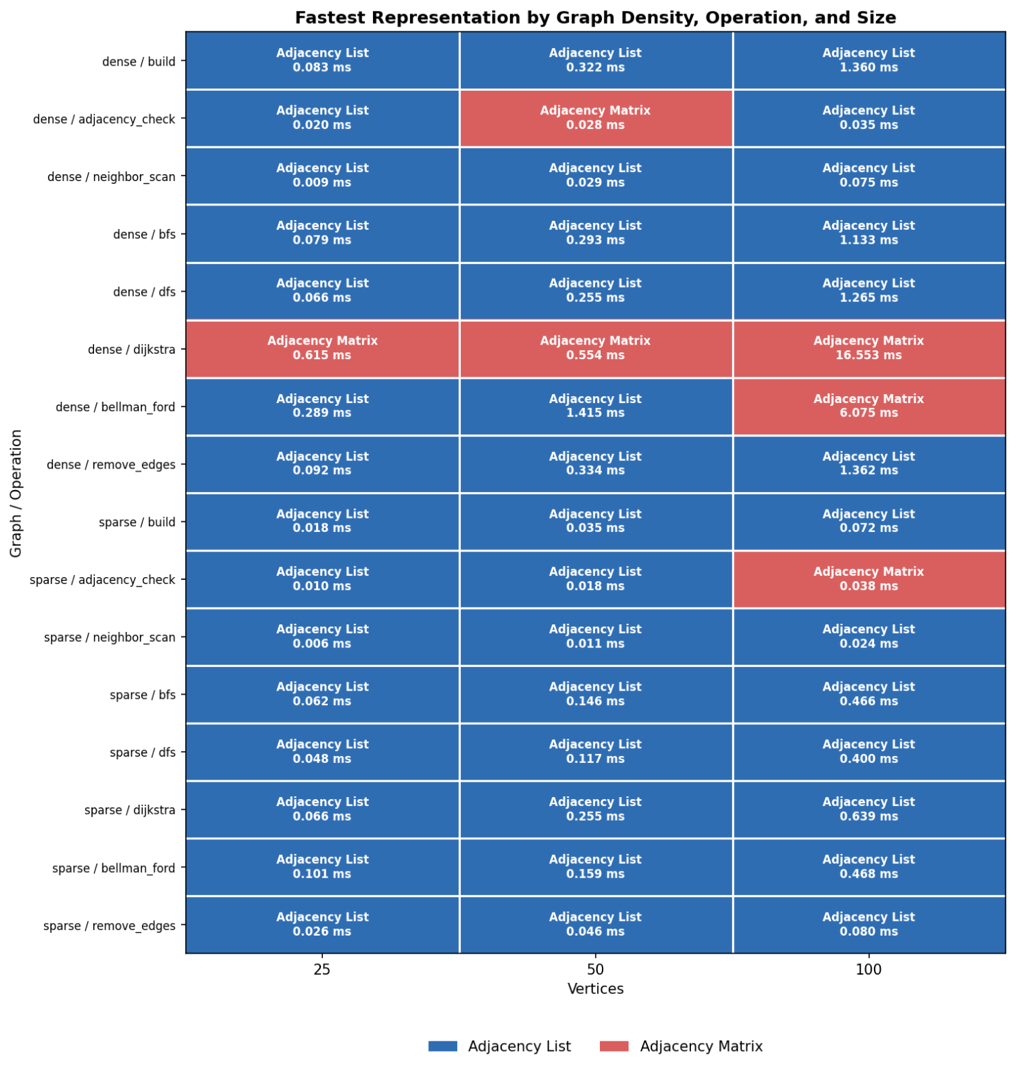 Fastest Representation by Graph Density, Operation, and Size
Graph / Operation
dense / build
Adjacency List
0.083 ms
Adjacency List
0.322 ms
Adjacency List
1.360 ms
dense / adjacency_check
Adjacency List
0.020 ms
Adjacency Matrix
0.028 ms
Adjacency List
0.035 ms
dense / neighbor_scan
Adjacency List
0.009 ms
Adjacency List
0.029 ms
Adjacency List
0.075 ms
dense / bfs
Adjacency List
0.079 ms
Adjacency List
0.293 ms
Adjacency List
1.133 ms
dense / dfs
Adjacency List
0.066 ms
Adjacency List
0.255 ms
Adjacency List
1.265 ms
dense / dijkstra
Adjacency Matrix
0.615 ms
Adjacency Matrix
0.554 ms
Adjacency Matrix
16.553 ms
dense / bellman_ford
Adjacency List
0.289 ms
Adjacency List
1.415 ms
Adjacency Matrix
6.075 ms
dense / remove_edges
Adjacency List
0.092 ms
Adjacency List
0.334 ms
Adjacency List
1.362 ms
sparse / build
Adjacency List
0.018 ms
Adjacency List
0.035 ms
Adjacency List
0.072 ms
sparse / adjacency_check
Adjacency List
0.010 ms
Adjacency List
0.018 ms
Adjacency Matrix
0.038 ms
sparse / neighbor_scan
Adjacency List
0.006 ms
Adjacency List
0.011 ms
Adjacency List
0.024 ms
sparse / bfs
Adjacency List
0.062 ms
Adjacency List
0.146 ms
Adjacency List
0.466 ms
sparse / dfs
Adjacency List
0.048 ms
Adjacency List
0.117 ms
Adjacency List
0.400 ms
sparse / dijkstra
Adjacency List
0.066 ms
Adjacency List
0.255 ms
Adjacency List
0.639 ms
sparse / bellman_ford
Adjacency List
0.101 ms
Adjacency List
0.159 ms
Adjacency List
0.468 ms
sparse / remove_edges
Adjacency List
0.026 ms
Adjacency List
0.046 ms
Adjacency List
0.080 ms
25
50
100
Vertices
Adjacency List
Adjacency Matrix